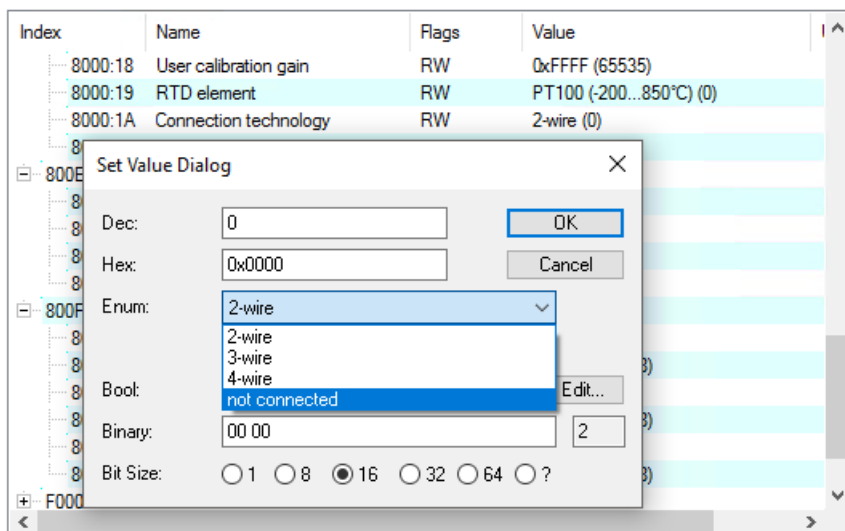 Index Name Flags Value
8000:18 User calibration gain RW 0xFFFF (65535)
8000:19 RTD element RW PT100 (-200...850°C) (0)
8000:1A Connection technology RW 2-wire (0)
Set Value Dialog
800E
Dec: 0 OK
Hex: 0x0000 Cancel
800F
Enum: 2-wire
2-wire
3-wire
4-wire
not connected
Bool: Edit...
Binary: 00 00 2
Bit Size: 1 8 16 32 64 ?
F000